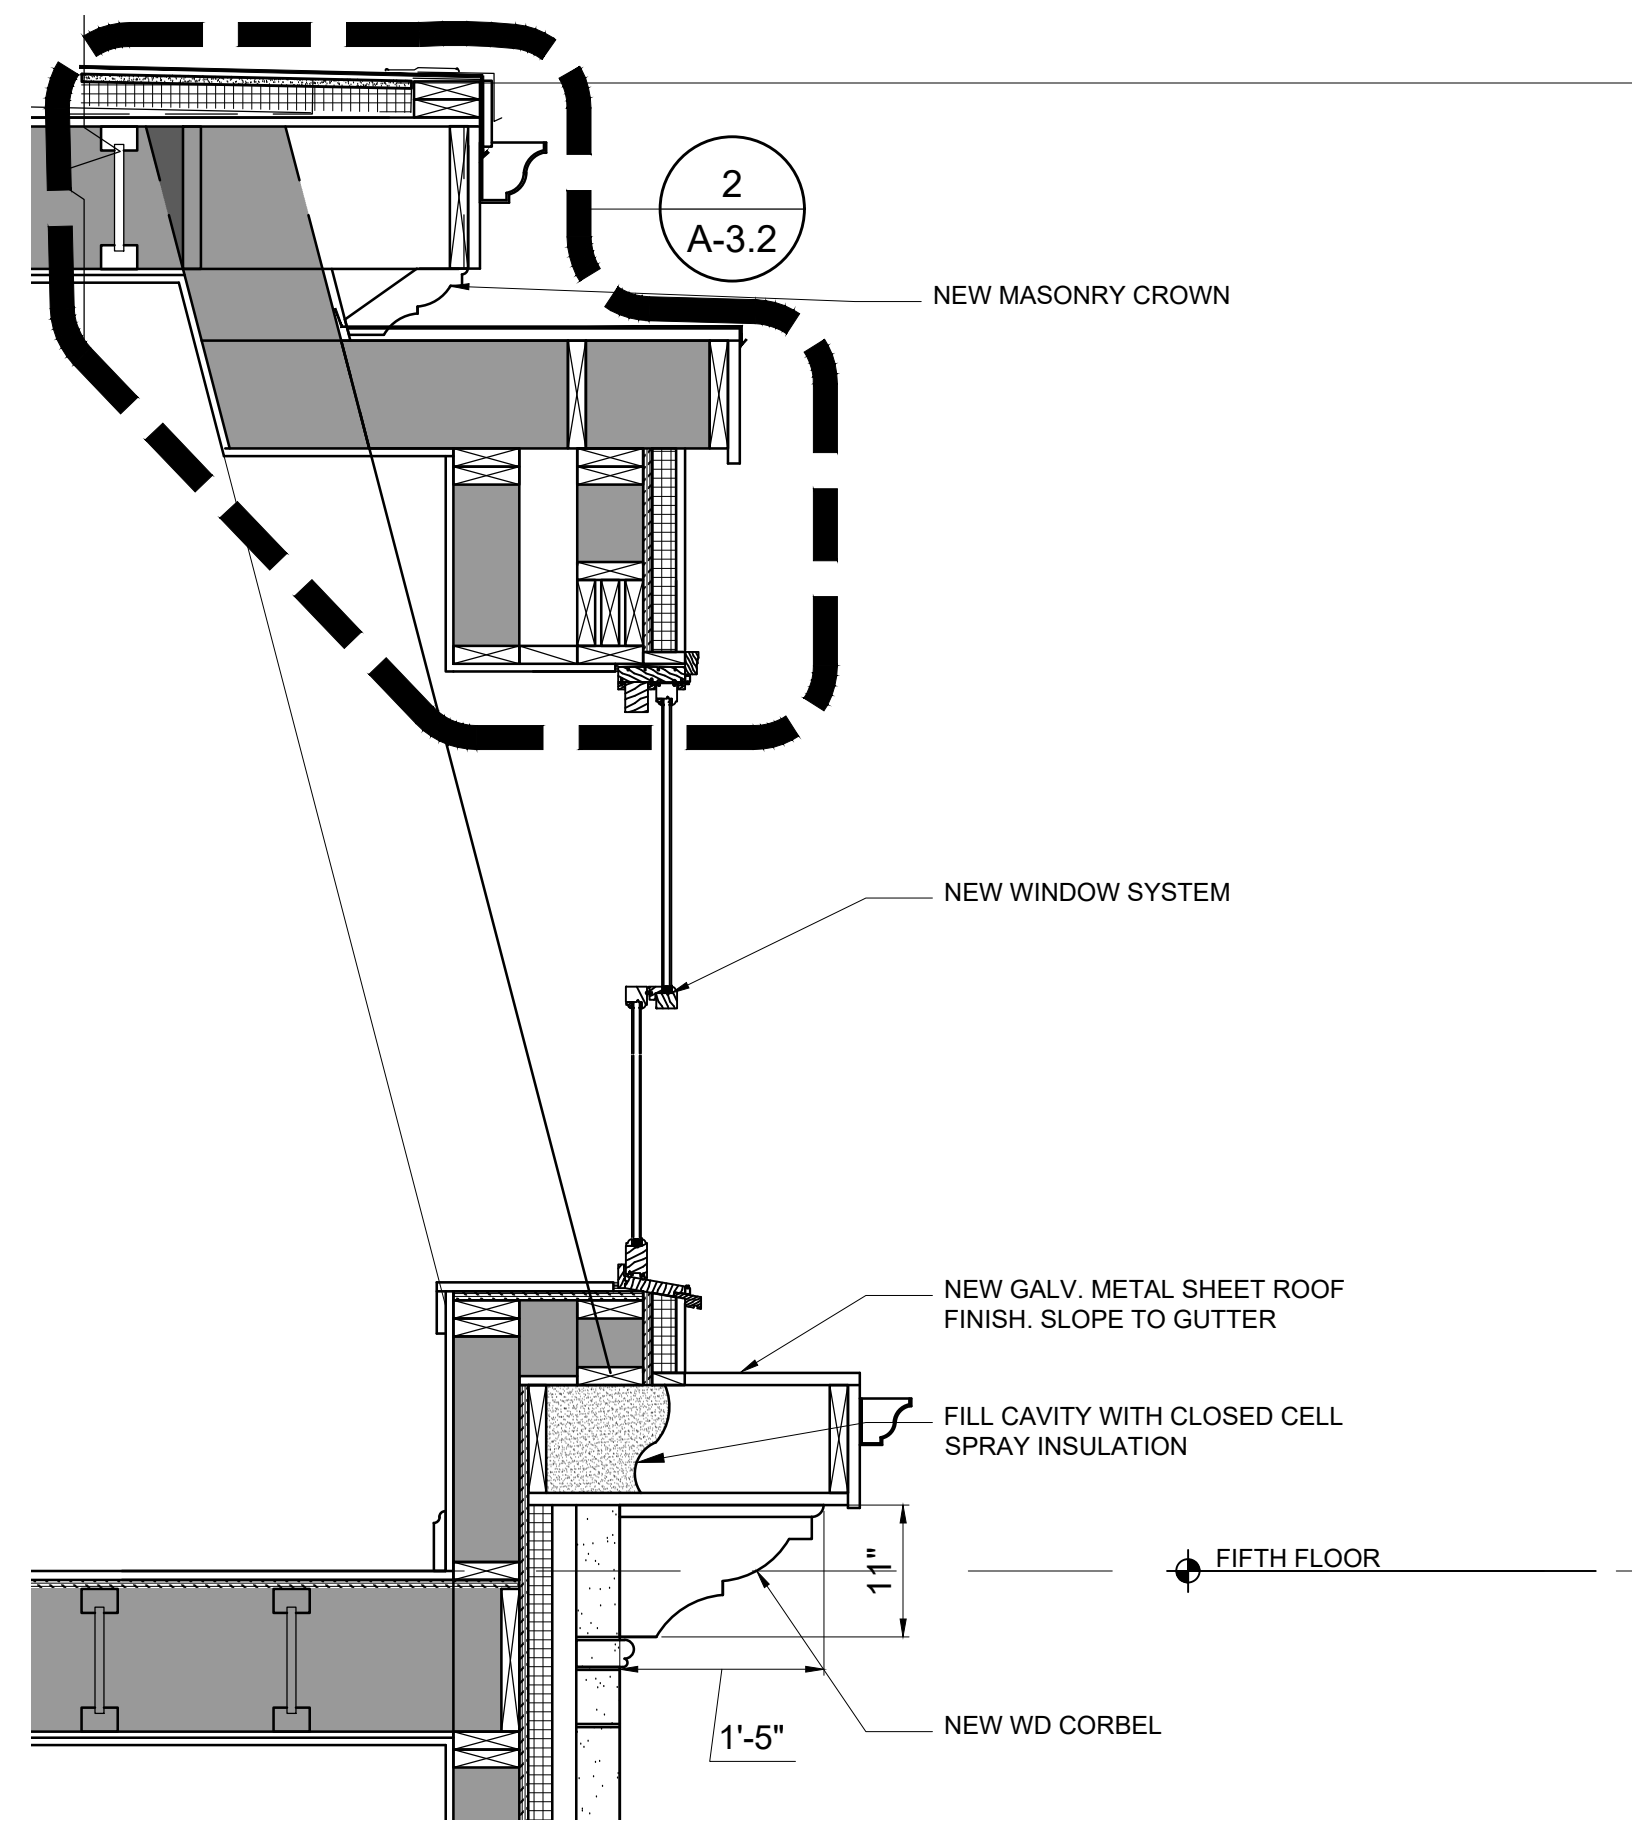 2
A-3.2
NEW MASONRY CROWN
NEW WINDOW SYSTEM
NEW GALV. METAL SHEET ROOF
FINISH. SLOPE TO GUTTER
FILL CAVITY WITH CLOSED CELL
SPRAY INSULATION
11"
FIFTH FLOOR
NEW WD CORBEL
1'-5"